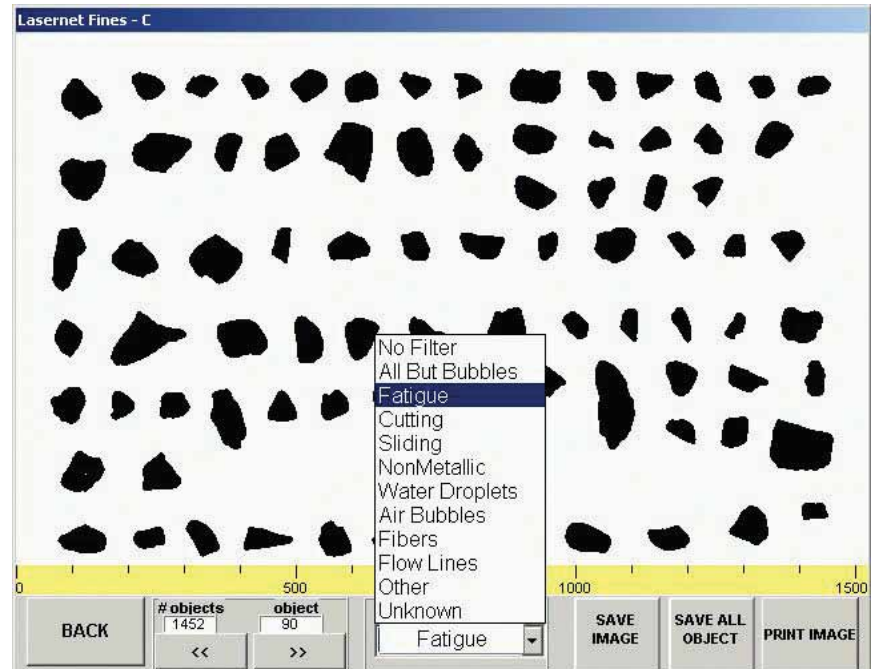 Lasernet Fines - C
No Filter
All But Bubbles
Fatigue
Cutting
Sliding
NonMetallic
Water Droplets
Air Bubbles
Fibers
Flow Lines
Other
Unknown
0 500 1000 1500
BACK
# objects
1452
<<
object
90
>>
Fatigue
SAVE
IMAGE
SAVE ALL
OBJECT
PRINT IMAGE